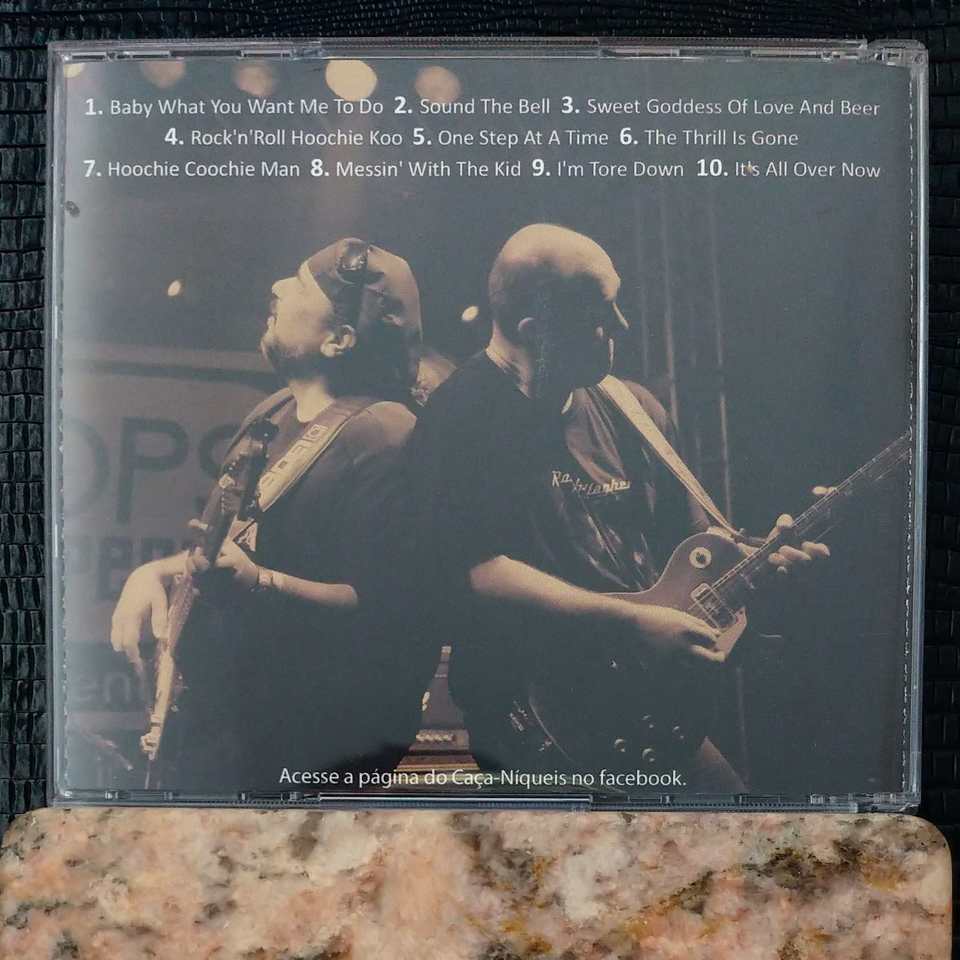 1. Baby What You Want Me To Do 2. Sound The Bell 3. Sweet Goddess Of Love And Beer
4. Rock'n'Roll Hoochie Koo 5. One Step At A Time 6. The Thrill Is Gone
7. Hoochie Coochie Man 8. Messin' With The Kid 9. I'm Tore Down 10. It's All Over Now
Acesse a página do Caça-Níqueis no facebook.